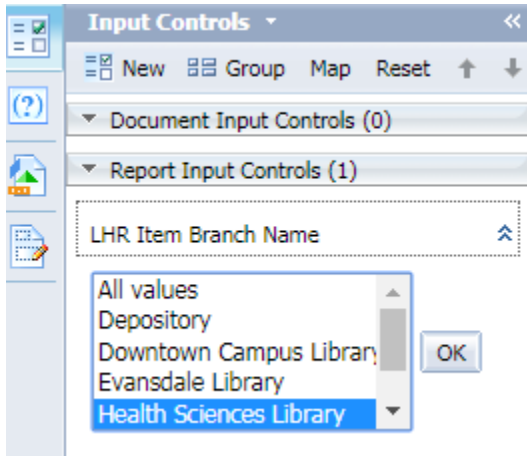 Input Controls
New Group Map Reset
(?)
Document Input Controls (0)
Report Input Controls (1)
LHR Item Branch Name
All values
Depository
Downtown Campus Library
Evansdale Library
OK
Health Sciences Library